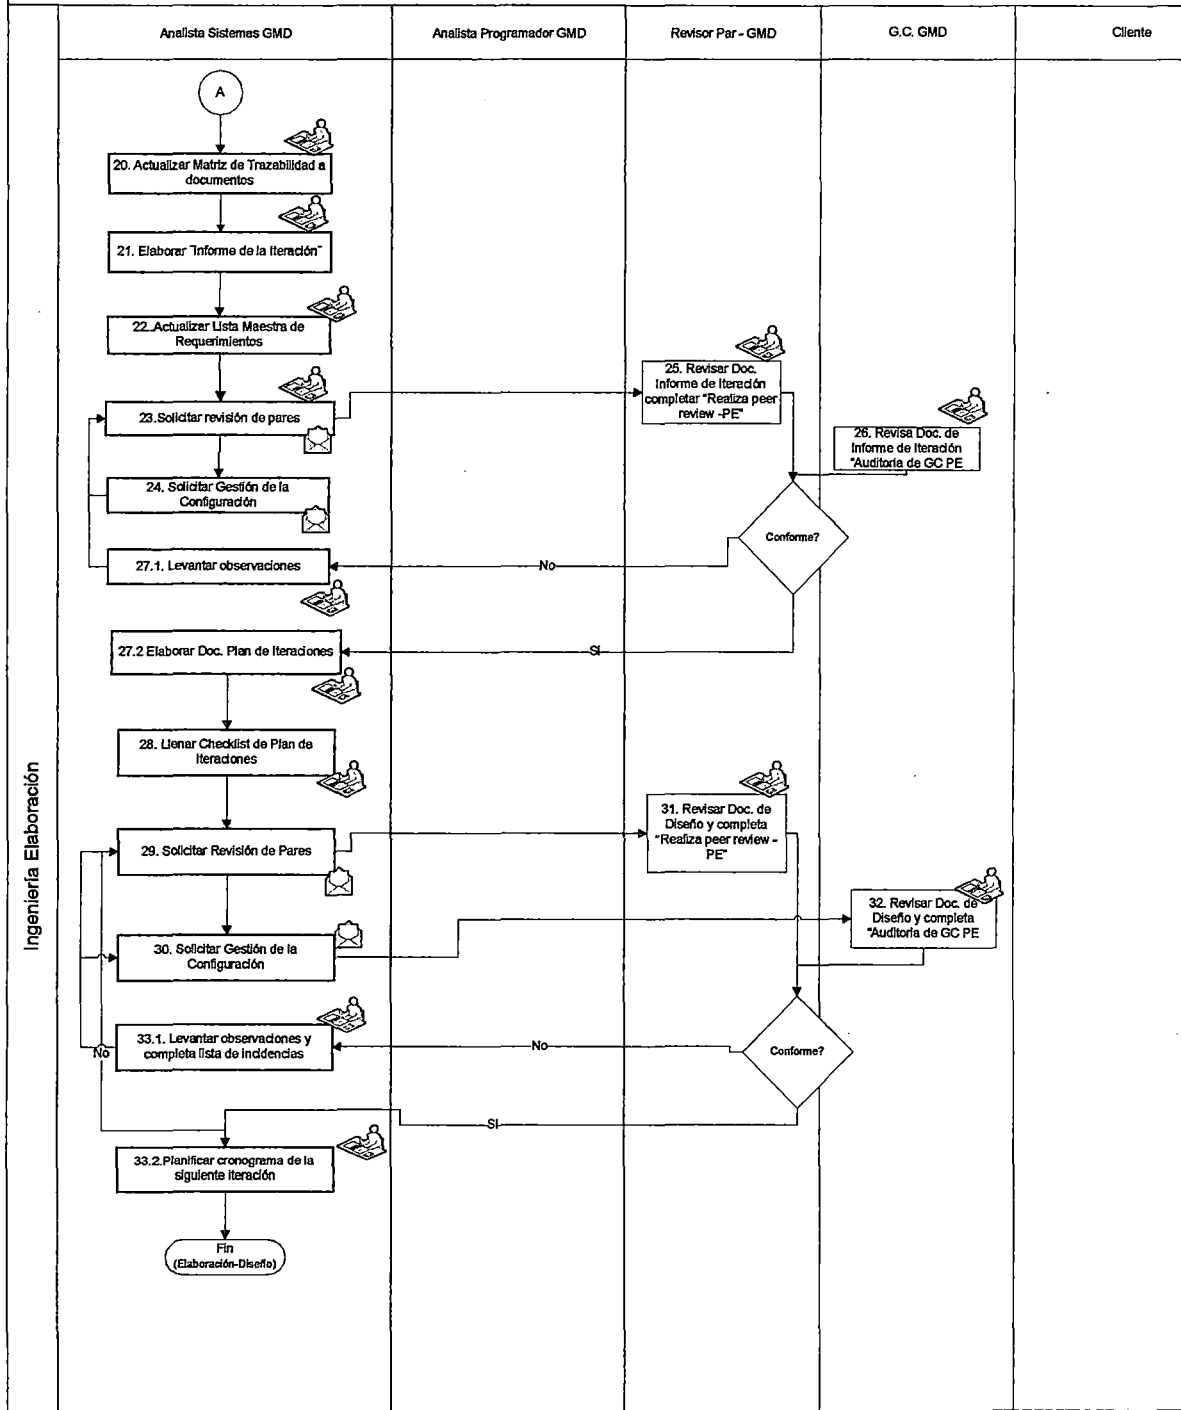 Analista Sistemas GMD
Analista Programador GMD
Revisor Par - GMD
G.C. GMD
Cliente
Ingeniería Elaboración
A
20. Actualizar Matriz de Trazabilidad a
documentos
21. Elaborar "Informe de la Iteración"
22. Actualizar Lista Maestra de
Requerimientos
23. Solicitar revisión de pares
25. Revisar Doc.
Informe de Iteración
completar "Realiza peer
review -PE"
26. Revisa Doc. de
Informe de Iteración
"Auditoria de GC PE
24. Solicitar Gestión de la
Configuración
Conforme?
No
27.1. Levantar observaciones
SI
27.2 Elaborar Doc. Plan de Iteraciones
28. Llenar Checklist de Plan de
Iteraciones
29. Solicitar Revisión de Pares
31. Revisar Doc. de
Diseño y completa
"Realiza peer review -
PE"
32. Revisar Doc. de
Diseño y completa
"Auditoria de GC PE
30. Solicitar Gestión de la
Configuración
33.1. Levantar observaciones y
completa lista de incidencias
No
No
Conforme?
SI
33.2.Planificar cronograma de la
siguiente iteración
Fin
(Elaboración-Diseño)